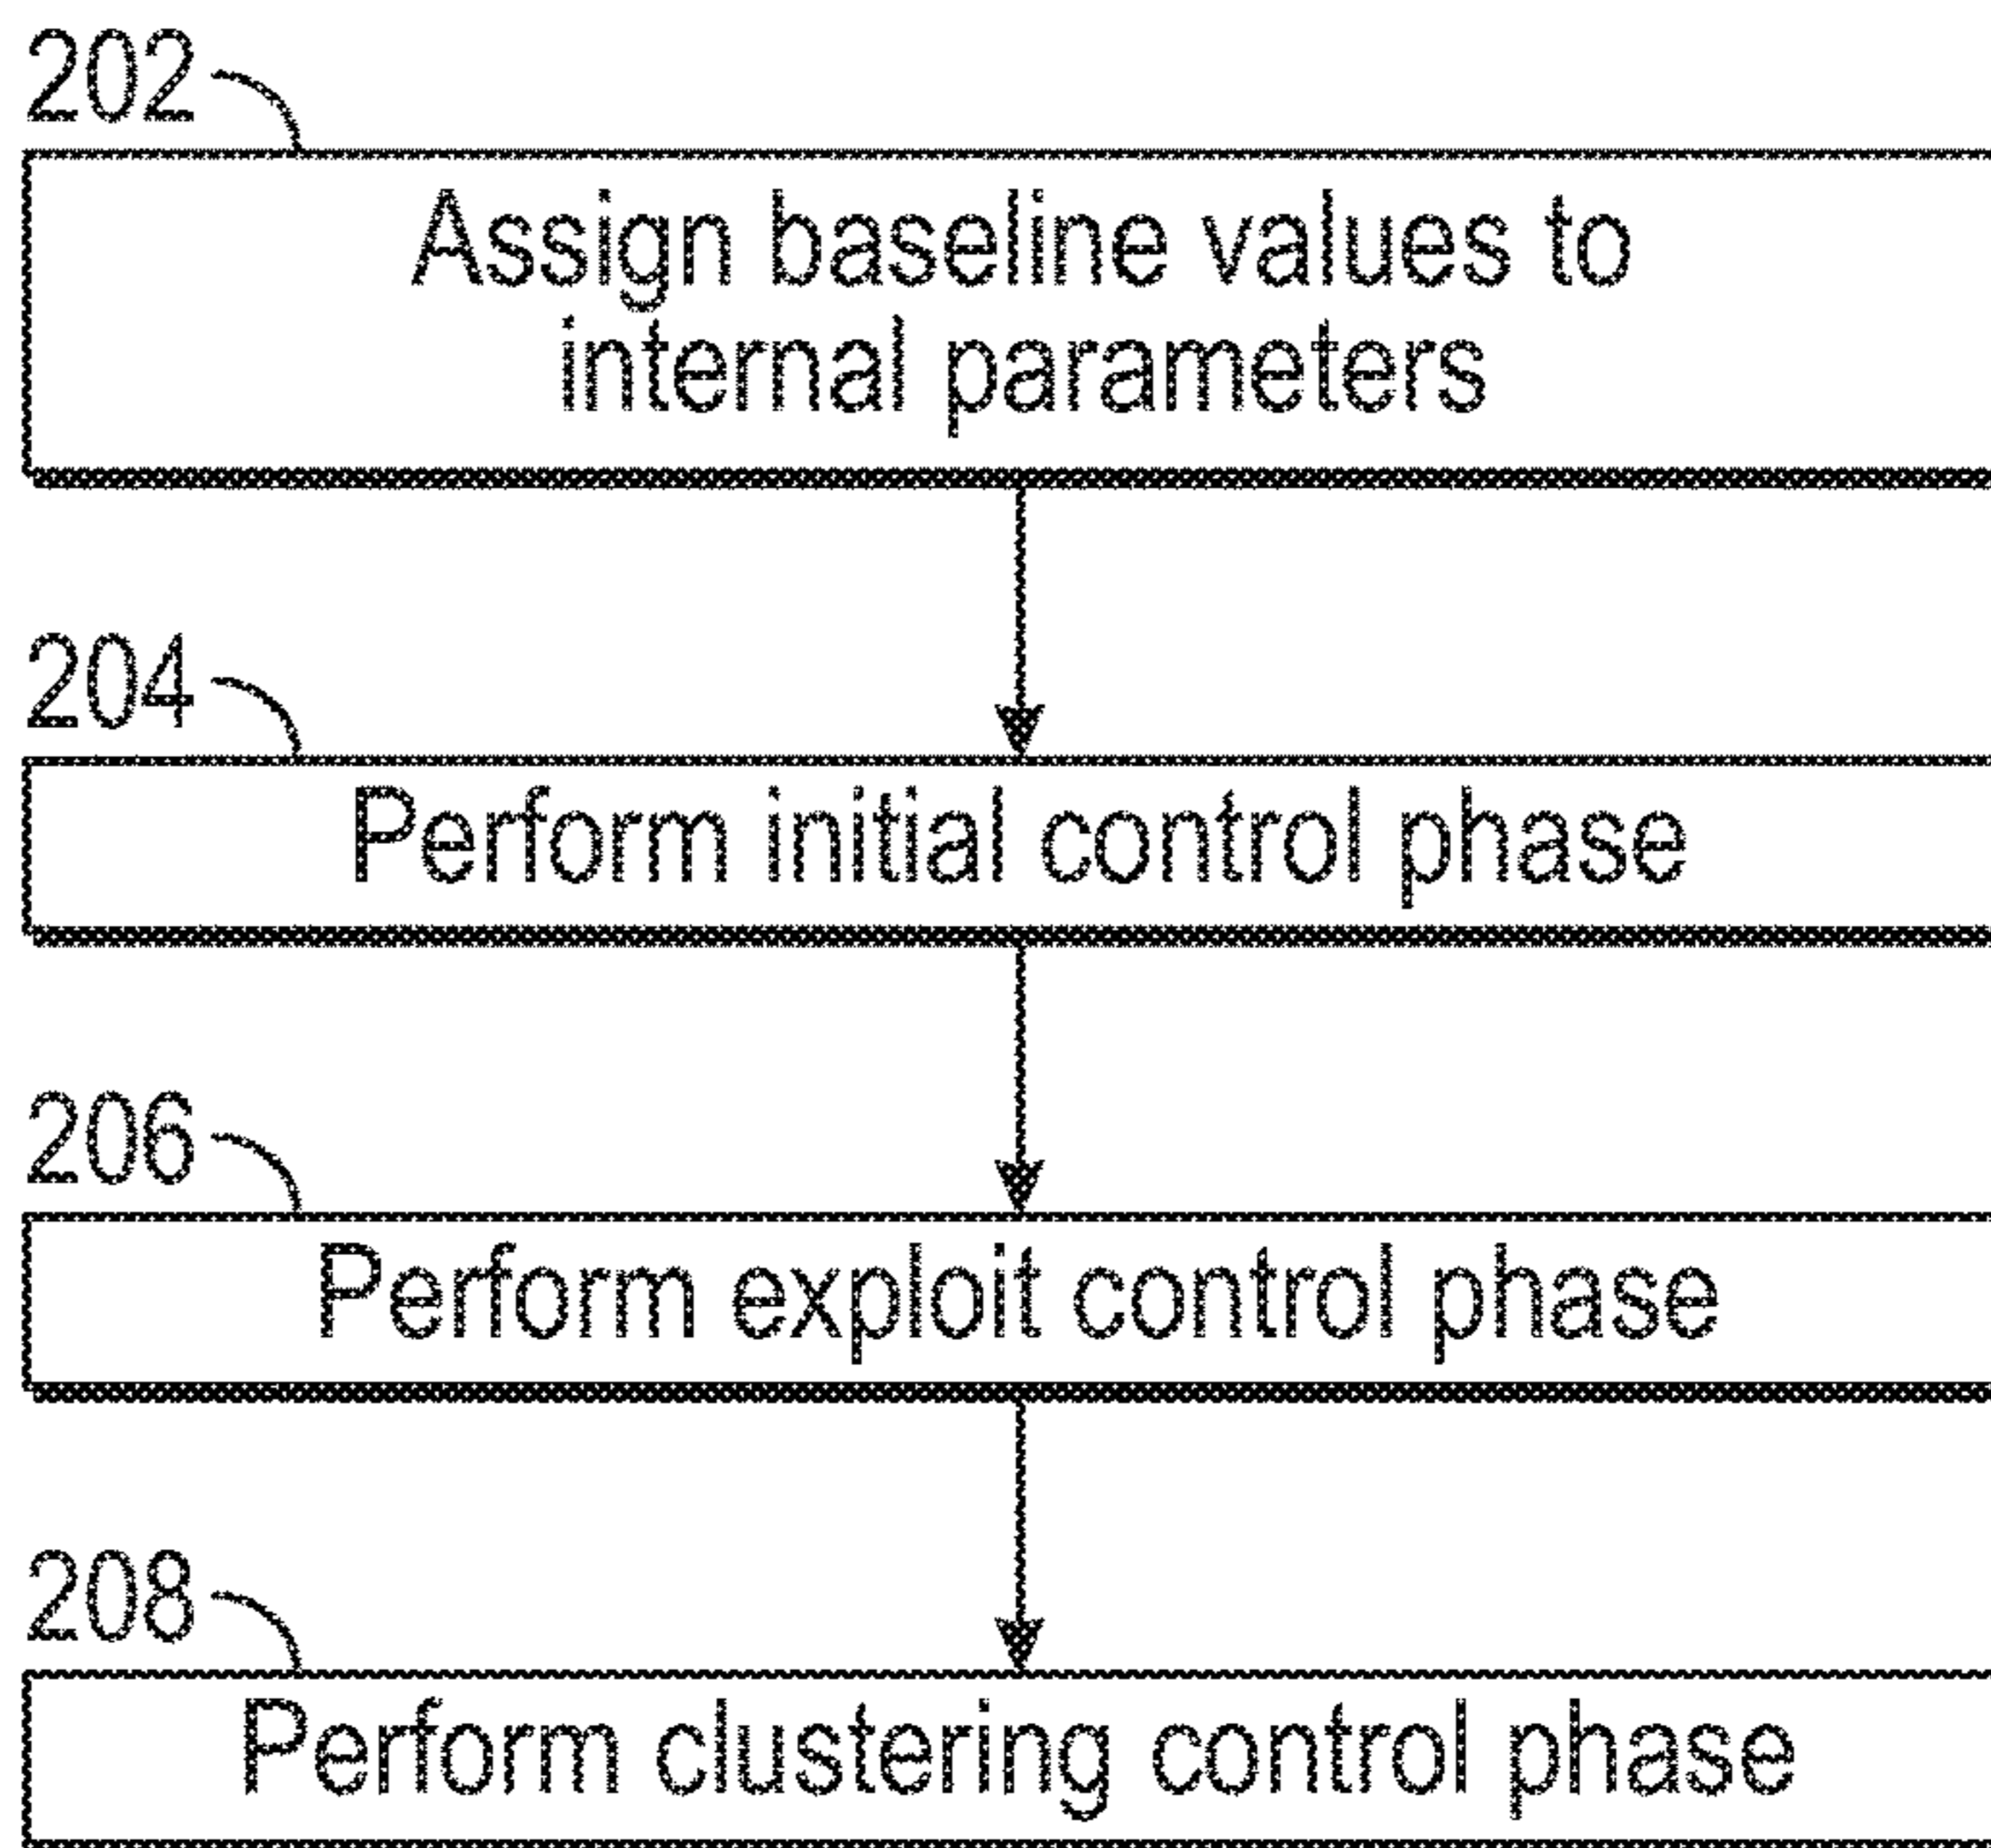 202
Assign baseline values to
internal parameters
204
Perform initial control phase
206
Perform exploit control phase
208
Perform clustering control phase